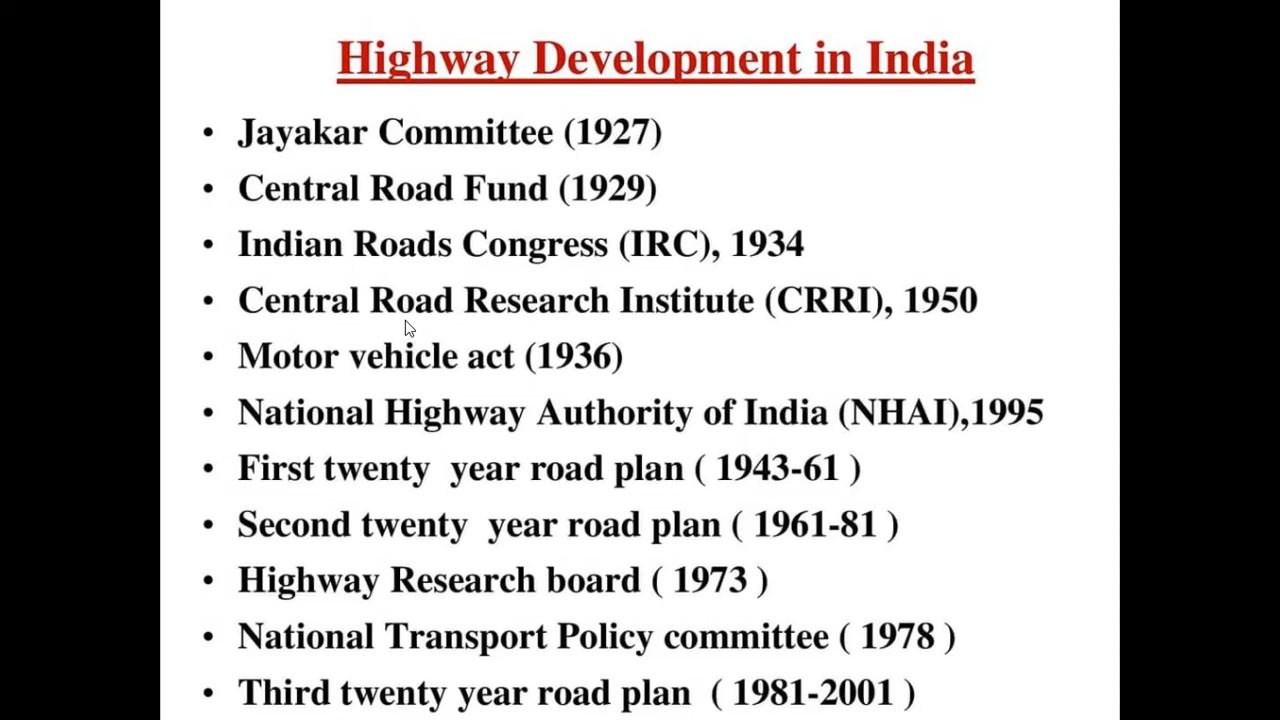 Highway Development in India
• Jayakar Committee (1927)
• Central Road Fund (1929)
• Indian Roads Congress (IRC), 1934
• Central Road Research Institute (CRRI), 1950
• Motor vehicle act (1936)
• National Highway Authority of India (NHAI),1995
• First twenty  year road plan ( 1943-61 )
• Second twenty  year road plan ( 1961-81 )
• Highway Research board ( 1973 )
• National Transport Policy committee ( 1978 )
• Third twenty year road plan  ( 1981-2001 )